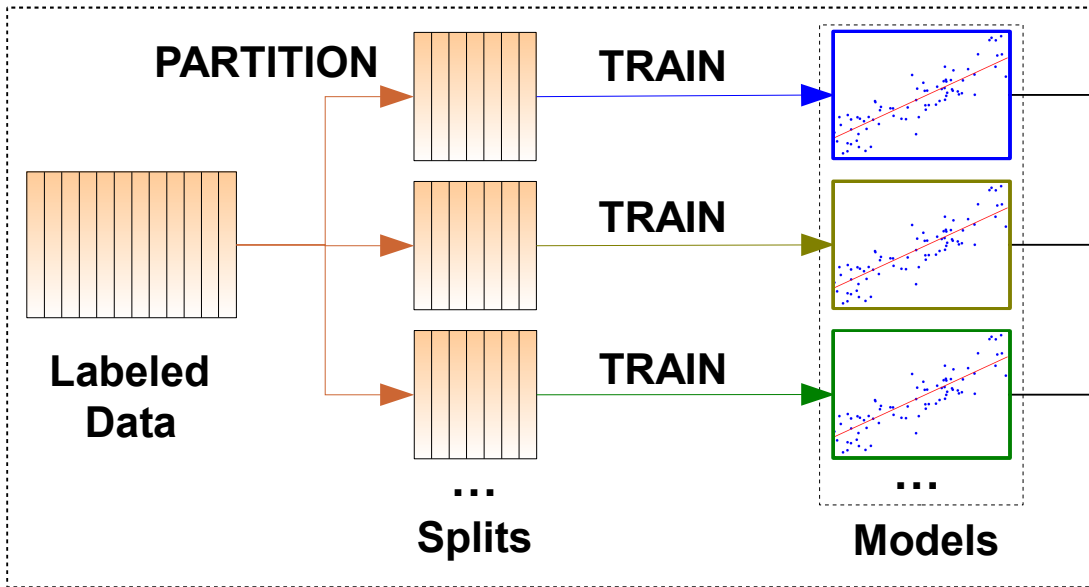 PARTITION
TRAIN
TRAIN
TRAIN
Labeled
Data
...
Splits
...
Models